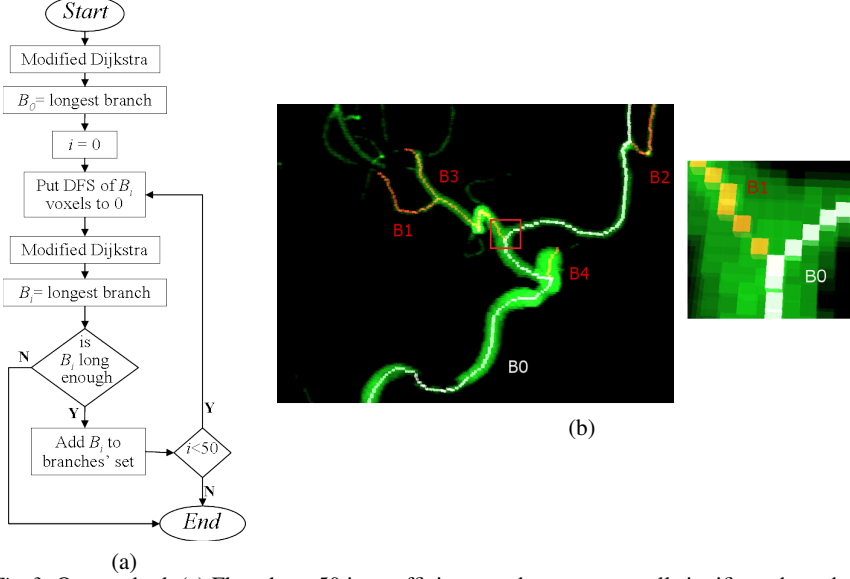 Start
Modified Dijkstra
B0= longest branch
i = 0
Put DFS of Bi
voxels to 0
Modified Dijkstra
Bi= longest branch
is
Bi long
enough
N
Y
Add Bi to
branches' set
Y
i<50
N
End
(a)
B3
B2
B1
B4
B0
(b)
B1
B0